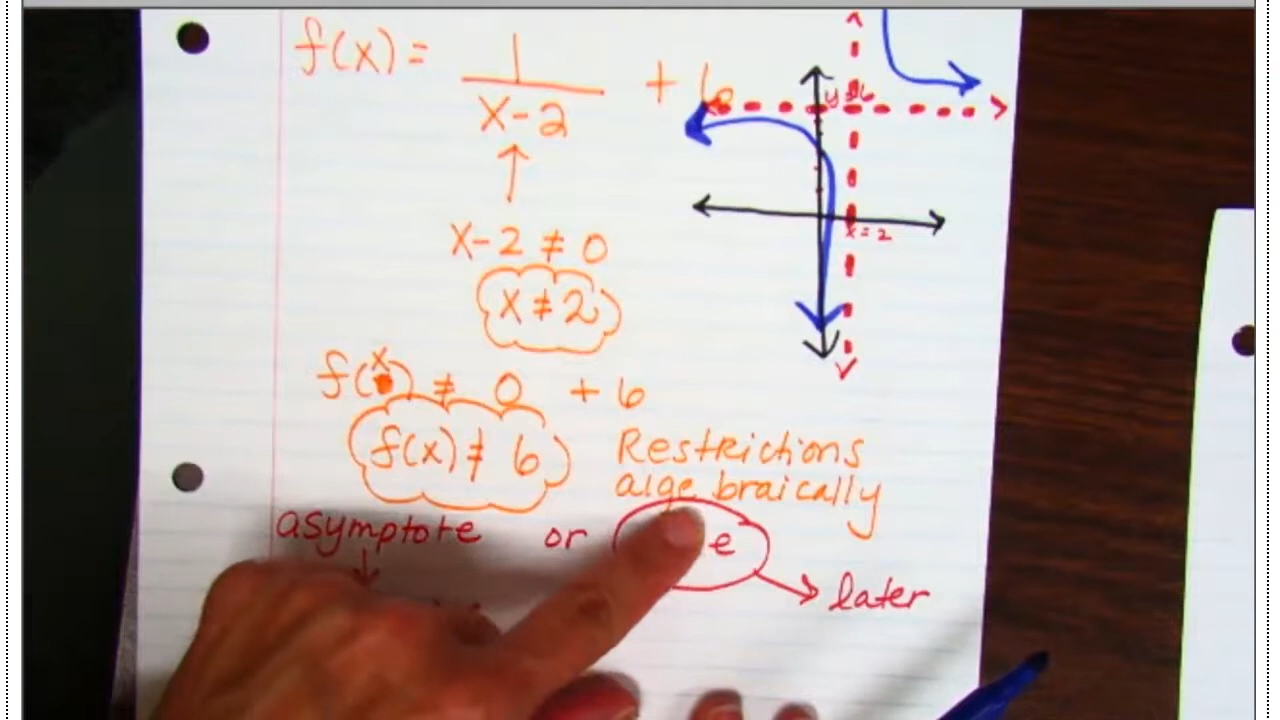 f(x) = 1 / x-2 + 6
y=6
x-2 ≠ 0
x=2
x ≠ 2
f(x) ≠ 0 + 6
f(x) ≠ 6
Restrictions
algebraically
asymptote or
later